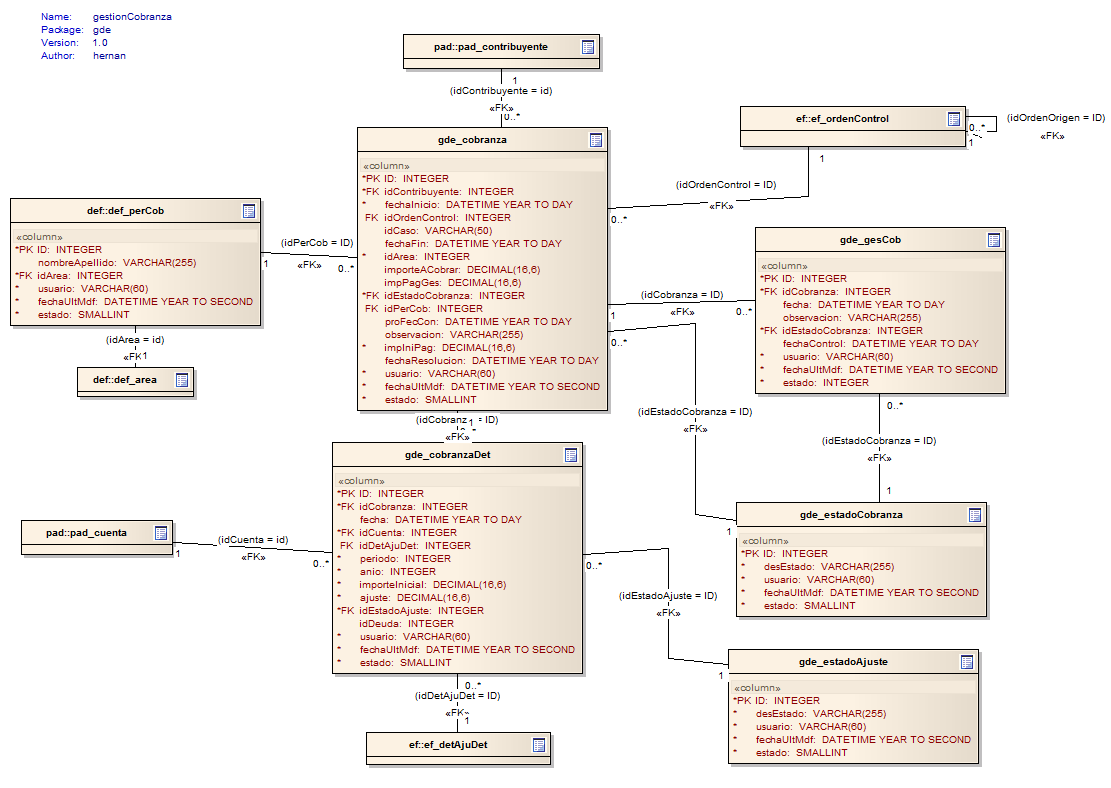 Name: gestionCobranza
Package: gde
Version: 1.0
Author: hernan
pad::pad_contribuyente
1
(idContribuyente = id)
«FK»
0..*
ef::ef_ordenControl
0..*
1
(idOrdenOrigen = ID)
«FK»
1
(idOrdenControl = ID)
«FK»
0..*
gde_cobranza
«column»
*PK ID: INTEGER
*FK idContribuyente: INTEGER
* fechaInicio: DATETIME YEAR TO DAY
FK idOrdenControl: INTEGER
idCaso: VARCHAR(50)
fechaFin: DATETIME YEAR TO DAY
* idArea: INTEGER
importeACobrar: DECIMAL(16,6)
impPagGes: DECIMAL(16,6)
*FK idEstadoCobranza: INTEGER
FK idPerCob: INTEGER
proFecCon: DATETIME YEAR TO DAY
observacion: VARCHAR(255)
* impIniPag: DECIMAL(16,6)
fechaResolucion: DATETIME YEAR TO DAY
* usuario: VARCHAR(60)
* fechaUltMdf: DATETIME YEAR TO SECOND
* estado: SMALLINT
def::def_perCob
«column»
*PK ID: INTEGER
nombreApellido: VARCHAR(255)
*FK idArea: INTEGER
* usuario: VARCHAR(60)
* fechaUltMdf: DATETIME YEAR TO SECOND
* estado: SMALLINT
(idPerCob = ID)
1
«FK»
0..*
(idArea = id)
«FK»
1
def::def_area
gde_gesCob
«column»
*PK ID: INTEGER
*FK idCobranza: INTEGER
fecha: DATETIME YEAR TO DAY
observacion: VARCHAR(255)
*FK idEstadoCobranza: INTEGER
fechaControl: DATETIME YEAR TO DAY
* usuario: VARCHAR(60)
* fechaUltMdf: DATETIME YEAR TO SECOND
* estado: INTEGER
(idCobranza = ID)
1
«FK»
0..*
0..*
(idEstadoCobranza = ID)
«FK»
1
0..*
(idEstadoCobranza = ID)
«FK»
1
(idCobranza = ID)
1
0..*
«FK»
gde_cobranzaDet
«column»
*PK ID: INTEGER
*FK idCobranza: INTEGER
fecha: DATETIME YEAR TO DAY
*FK idCuenta: INTEGER
FK idDetAjuDet: INTEGER
* periodo: INTEGER
* anio: INTEGER
* importeInicial: DECIMAL(16,6)
* ajuste: DECIMAL(16,6)
*FK idEstadoAjuste: INTEGER
idDeuda: INTEGER
* usuario: VARCHAR(60)
* fechaUltMdf: DATETIME YEAR TO SECOND
* estado: SMALLINT
pad::pad_cuenta
1
(idCuenta = id)
«FK»
0..*
gde_estadoCobranza
«column»
*PK ID: INTEGER
* desEstado: VARCHAR(255)
* usuario: VARCHAR(60)
* fechaUltMdf: DATETIME YEAR TO SECOND
* estado: SMALLINT
0..*
(idEstadoAjuste = ID)
«FK»
1
gde_estadoAjuste
«column»
*PK ID: INTEGER
* desEstado: VARCHAR(255)
* usuario: VARCHAR(60)
* fechaUltMdf: DATETIME YEAR TO SECOND
* estado: SMALLINT
0..*
(idDetAjuDet = ID)
«FK»
1
ef::ef_detAjuDet